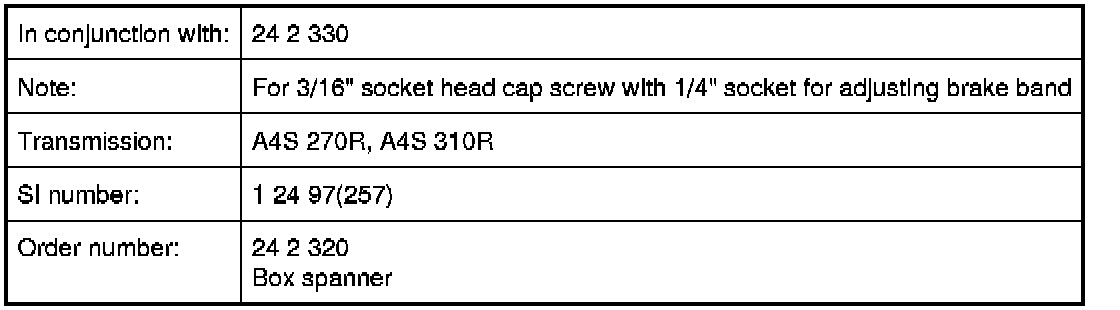 In conjunction with: 24 2 330
Note: For 3/16" socket head cap screw with 1/4" socket for adjusting brake band
Transmission: A4S 270R, A4S 310R
SI number: 1 24 97(257)
Order number: 24 2 320
Box spanner